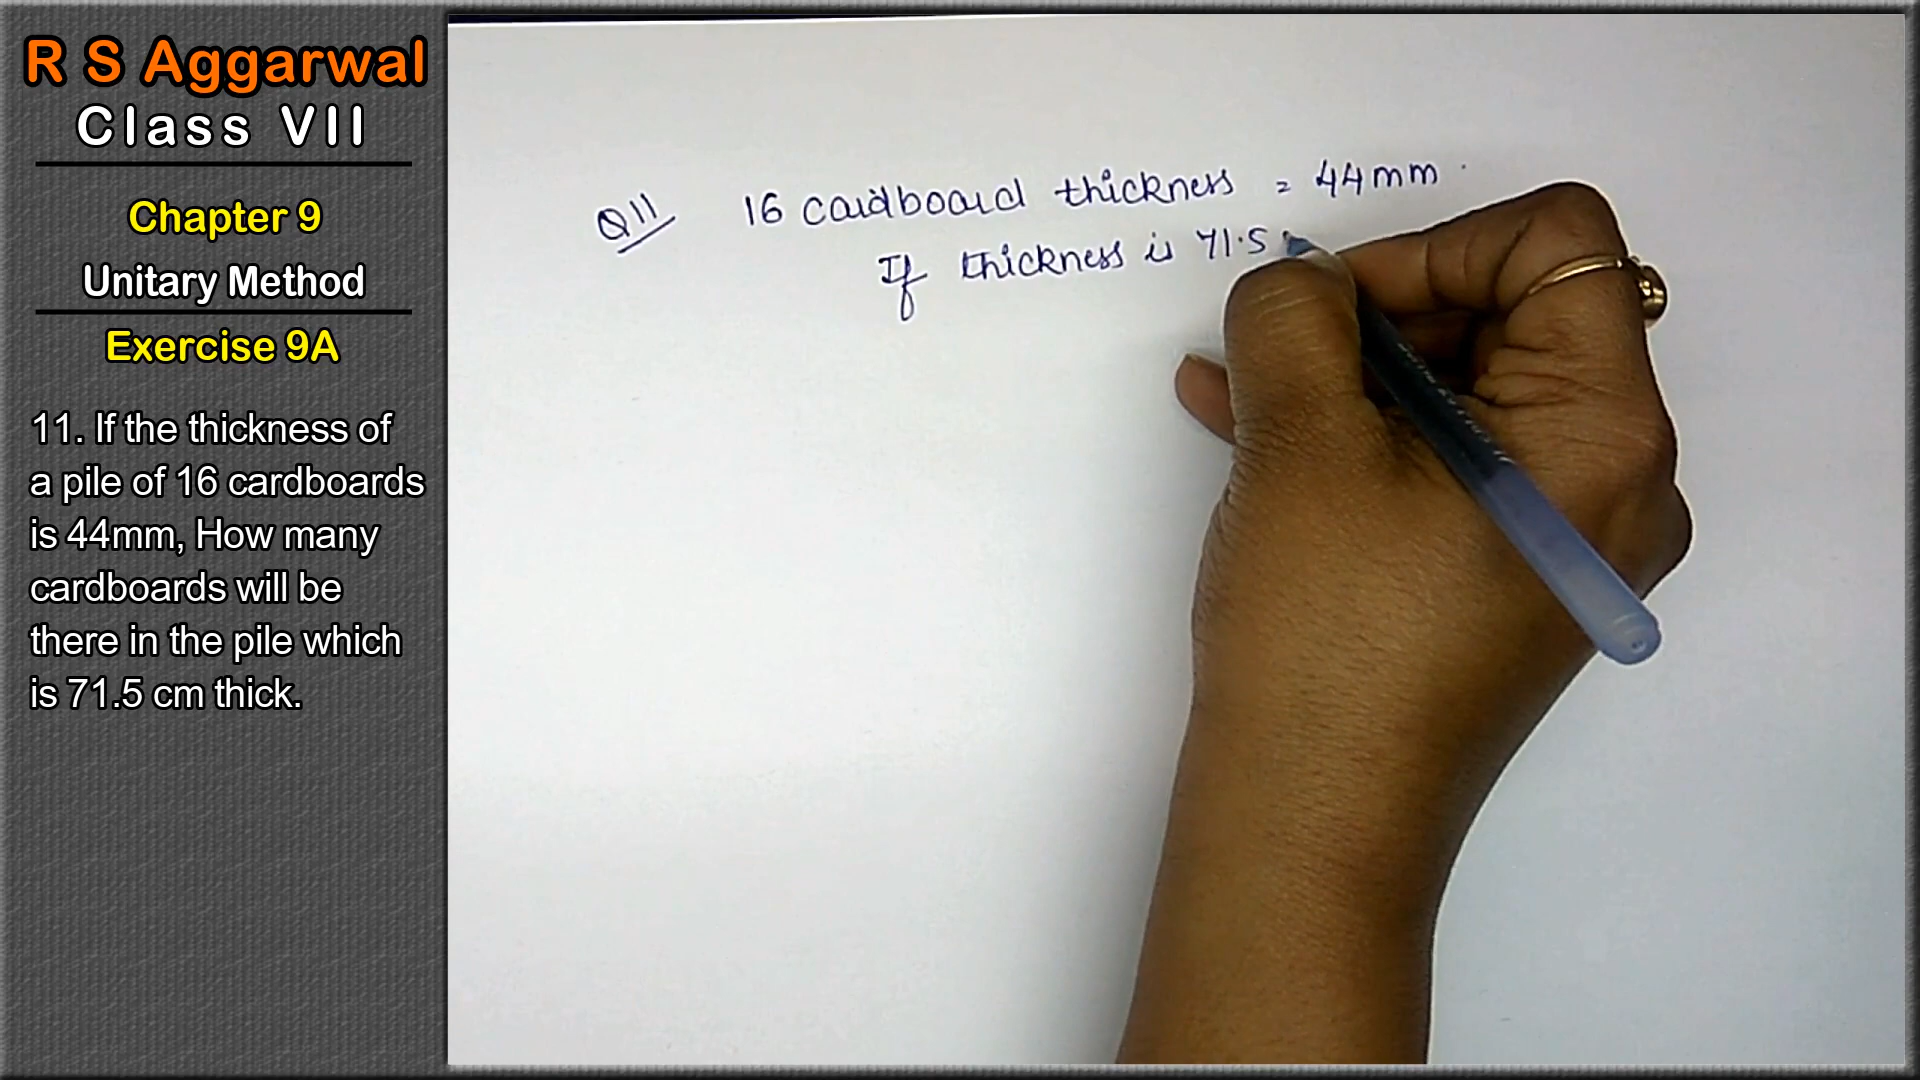 R S Aggarwal
Class VII
Chapter 9
Unitary Method
Exercise 9A
11. If the thickness of
a pile of 16 cardboards
is 44mm, How many
cardboards will be
there in the pile which
is 71.5 cm thick.
Q11 16 cardboard thickness = 44mm.
If thickness is 71.5